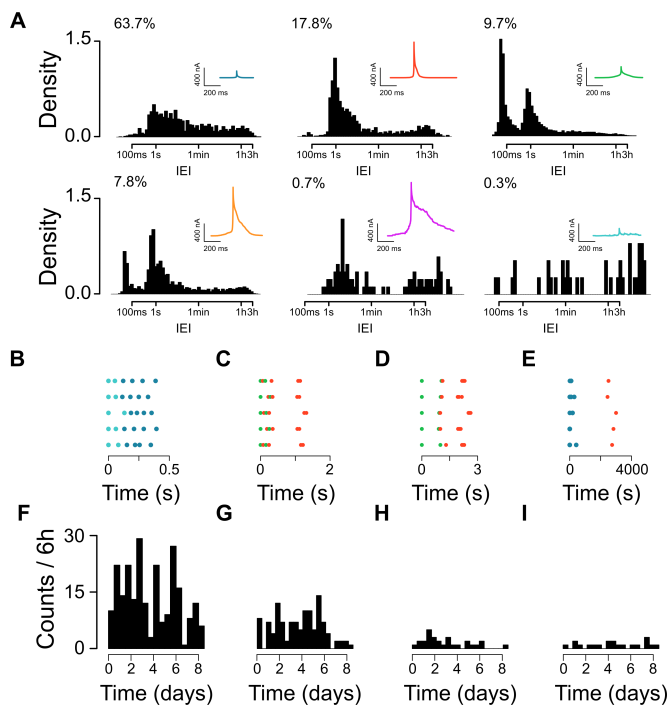 A
63.7%
17.8%
9.7%
Density
1.5
0.0
400 nA
200 ms
400 nA
200 ms
400 nA
200 ms
100ms 1s 1min 1h3h
IEI
100ms 1s 1min 1h3h
IEI
100ms 1s 1min 1h3h
IEI
7.8%
0.7%
0.3%
Density
1.5
0.0
400 nA
200 ms
400 nA
200 ms
400 nA
200 ms
100ms 1s 1min 1h3h
IEI
100ms 1s 1min 1h3h
IEI
100ms 1s 1min 1h3h
IEI
B
C
D
E
0 0.5
Time (s)
0 2
Time (s)
0 3
Time (s)
0 4000
Time (s)
F
G
H
I
Counts / 6h
30
15
0
0 2 4 6 8
Time (days)
0 2 4 6 8
Time (days)
0 2 4 6 8
Time (days)
0 2 4 6 8
Time (days)